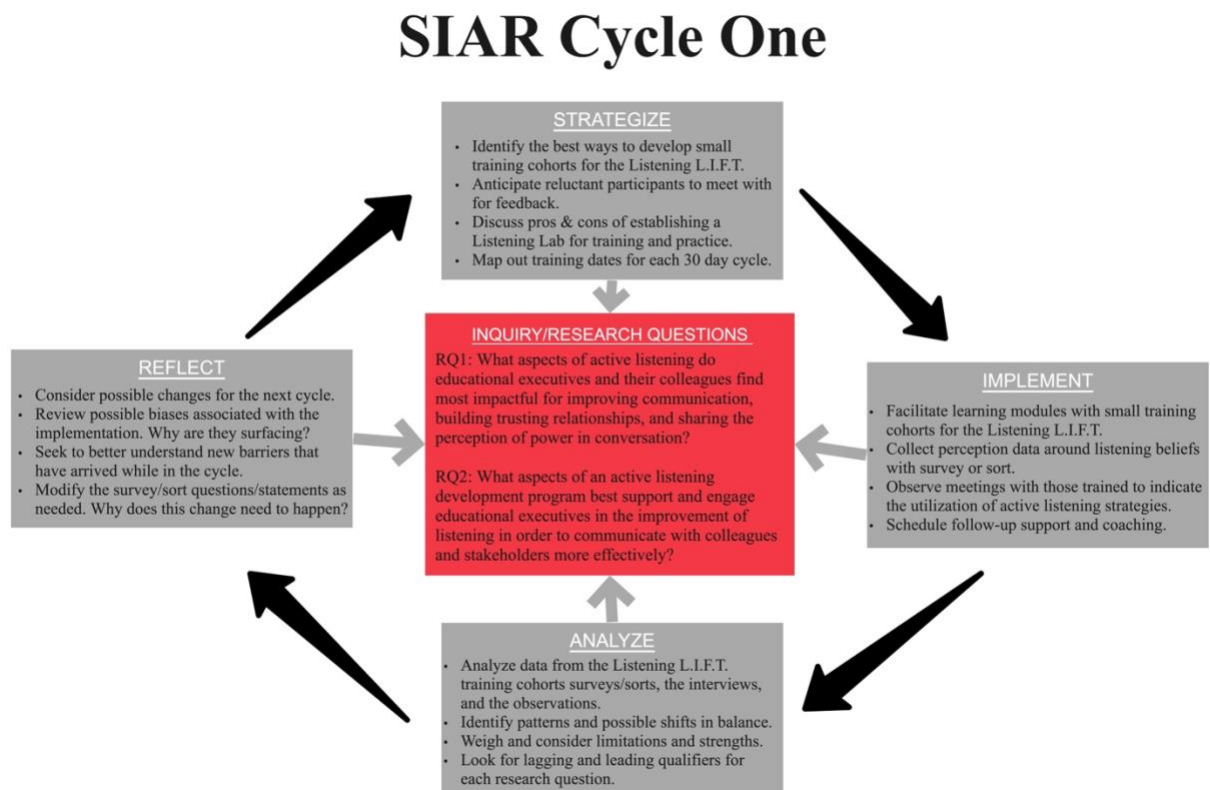 SIAR Cycle One
STRATEGIZE
• Identify the best ways to develop small
training cohorts for the Listening L.I.F.T.
• Anticipate reluctant participants to meet with
for feedback.
• Discuss pros & cons of establishing a
Listening Lab for training and practice.
• Map out training dates for each 30 day cycle.
INQUIRY/RESEARCH QUESTIONS
RQ1: What aspects of active listening do
educational executives and their colleagues find
most impactful for improving communication,
building trusting relationships, and sharing the
perception of power in conversation?
RQ2: What aspects of an active listening
development program best support and engage
educational executives in the improvement of
listening in order to communicate with colleagues
and stakeholders more effectively?
REFLECT
• Consider possible changes for the next cycle.
• Review possible biases associated with the
implementation. Why are they surfacing?
• Seek to better understand new barriers that
have arrived while in the cycle.
• Modify the survey/sort questions/statements as
needed. Why does this change need to happen?
IMPLEMENT
• Facilitate learning modules with small training
cohorts for the Listening L.I.F.T.
• Collect perception data around listening beliefs
with survey or sort.
• Observe meetings with those trained to indicate
the utilization of active listening strategies.
• Schedule follow-up support and coaching.
ANALYZE
• Analyze data from the Listening L.I.F.T.
training cohorts surveys/sorts, the interviews,
and the observations.
• Identify patterns and possible shifts in balance.
• Weigh and consider limitations and strengths.
• Look for lagging and leading qualifiers for
each research question.